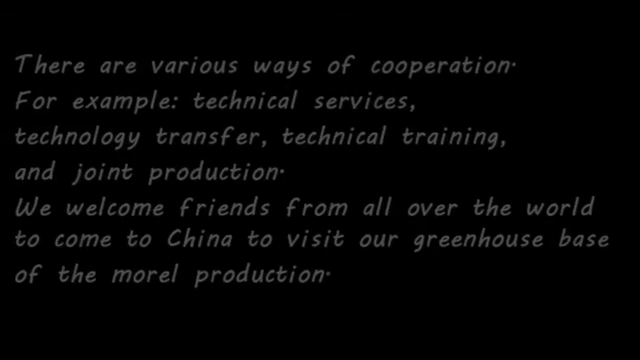 There are various ways of cooperation.
For example: technical services,
technology transfer, technical training,
and joint production.
We welcome friends from all over the world
to come to China to visit our greenhouse base
of the morel production.